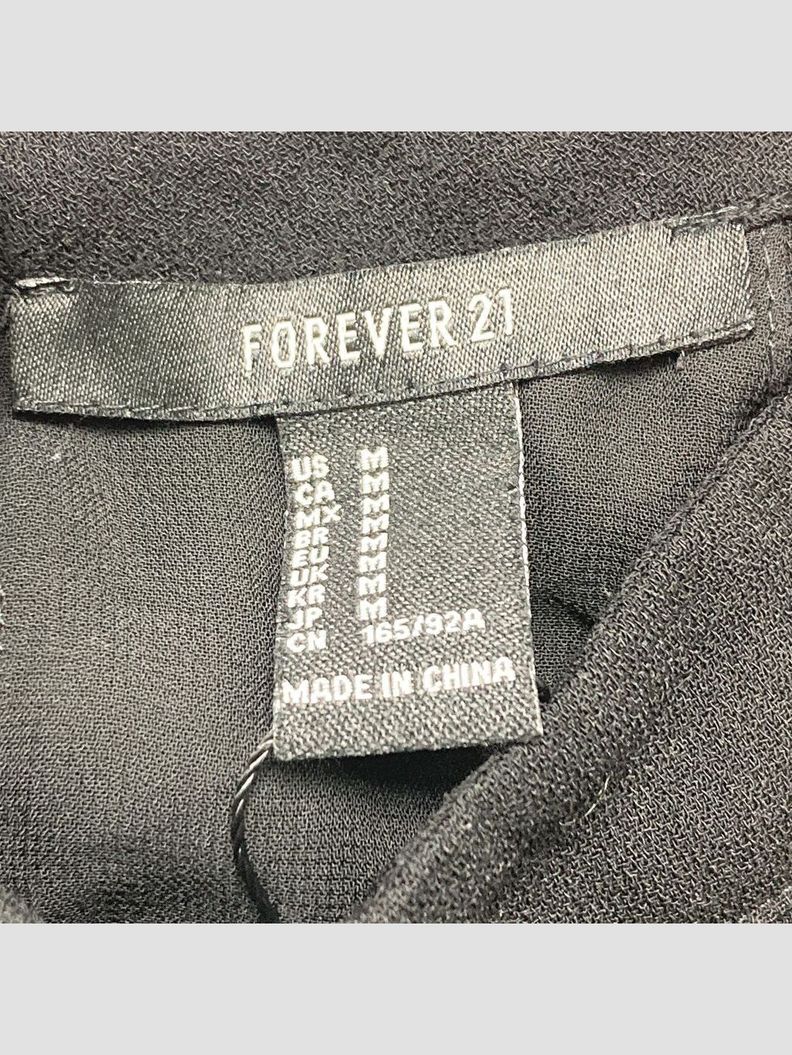 FOREVER 21
US M
CA M
MX M
BR M
EU M
UK M
KR M
JP M
CN 165/92A
MADE IN CHINA